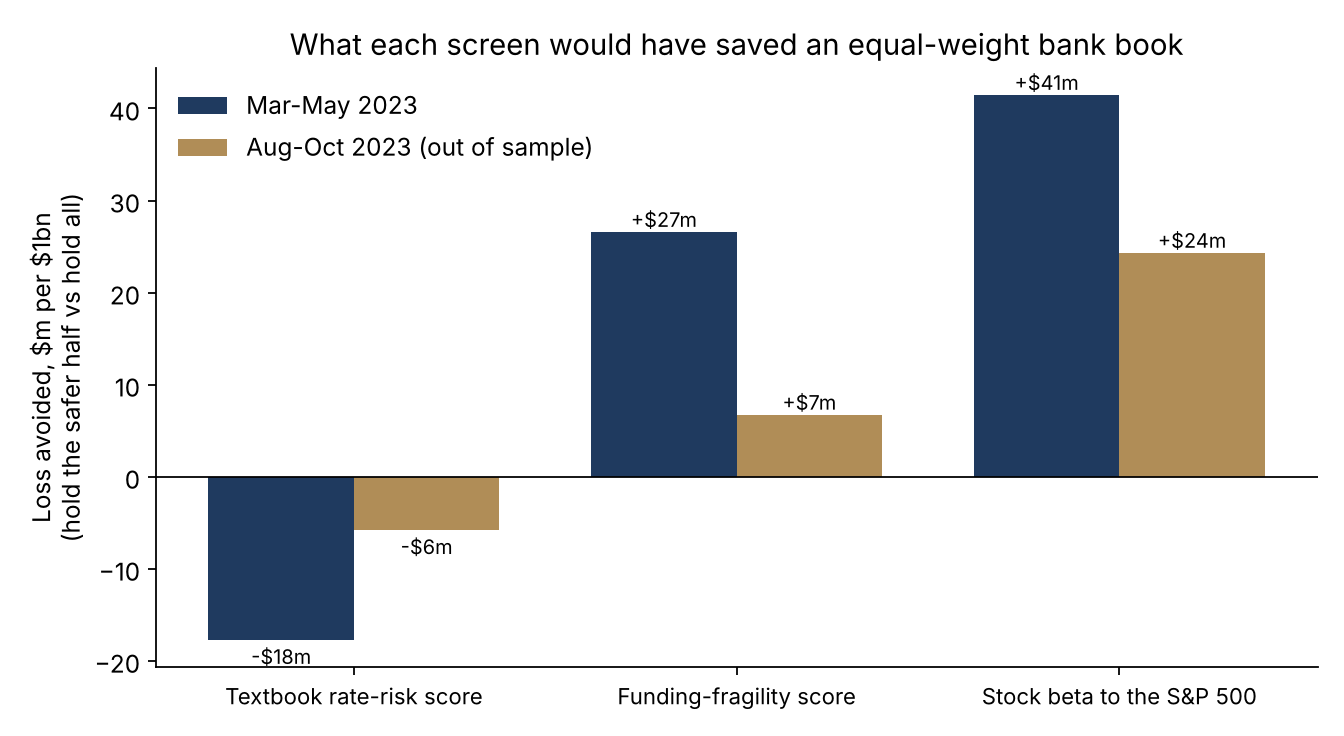 What each screen would have saved an equal-weight bank book
Mar-May 2023
Aug-Oct 2023 (out of sample)
Loss avoided, $m per $1bn
(hold the safer half vs hold all)
40
30
20
10
0
−10
−20
-$18m
-$6m
+$27m
+$7m
+$41m
+$24m
Textbook rate-risk score
Funding-fragility score
Stock beta to the S&P 500